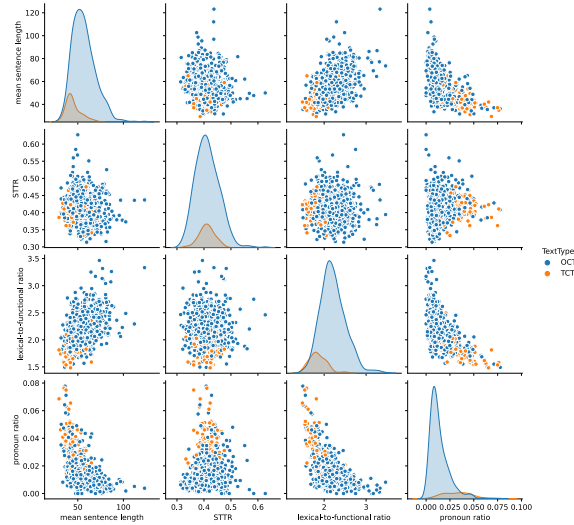 mean sentence length
120
100
80
60
40
STTR
0.60
0.55
0.50
0.45
0.40
0.35
0.30
TextType
OCT
TCT
lexical-to-functional ratio
3.5
3.0
2.5
2.0
1.5
pronoun ratio
0.08
0.06
0.04
0.02
0.00
50 100
0.3 0.4 0.5 0.6
2 3
0.000 0.025 0.050 0.075 0.100
mean sentence length
STTR
lexical-to-functional ratio
pronoun ratio